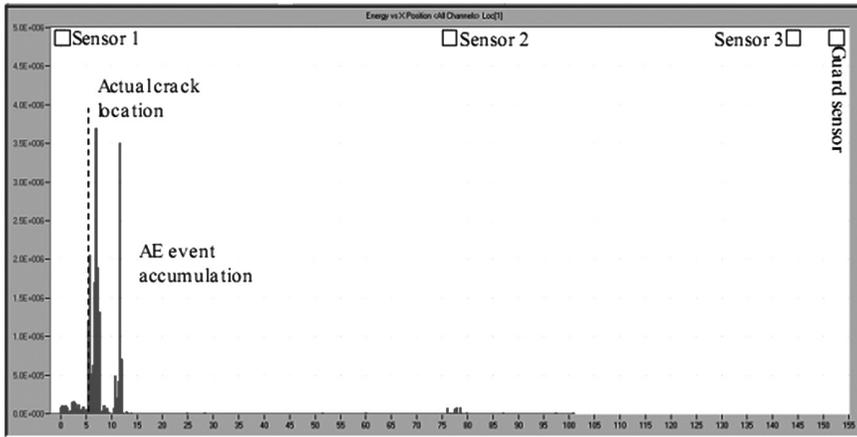 Energy vs X Position <All Channels> Loc[1]
5.0E+006
Sensor 1
Sensor 2
Sensor 3
Guard sensor
4.5E+006
Actual crack
location
4.0E+006
3.5E+006
3.0E+006
2.5E+006
AE event
accumulation
2.0E+006
1.5E+006
1.0E+006
5.0E+005
0.0E+000
0 5 10 15 20 25 30 35 40 45 50 55 60 65 70 75 80 85 90 95 100 105 110 115 120 125 130 135 140 145 150 155